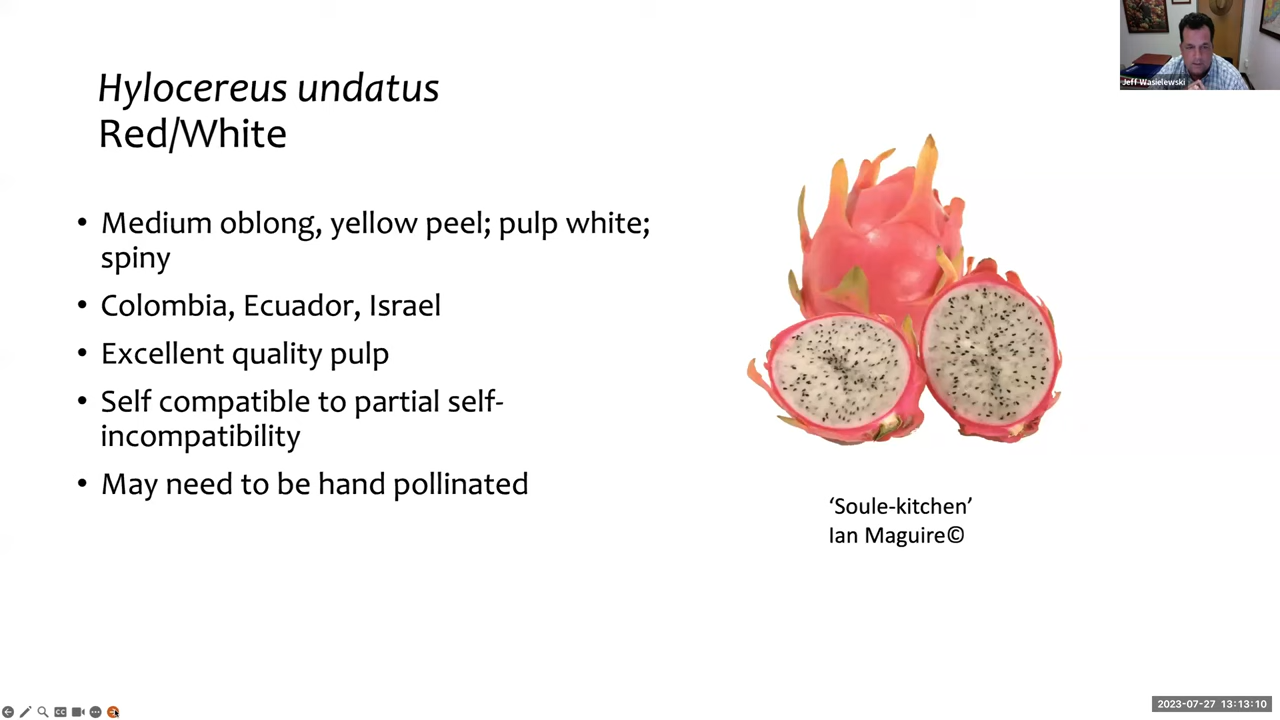 Hylocereus undatus
Red/White
• Medium oblong, yellow peel; pulp white;
spiny
• Colombia, Ecuador, Israel
• Excellent quality pulp
• Self compatible to partial self-
incompatibility
• May need to be hand pollinated
‘Soule-kitchen’
Ian Maguire©
Jeff Wasielewski
CC
2023-07-27 13:13:10